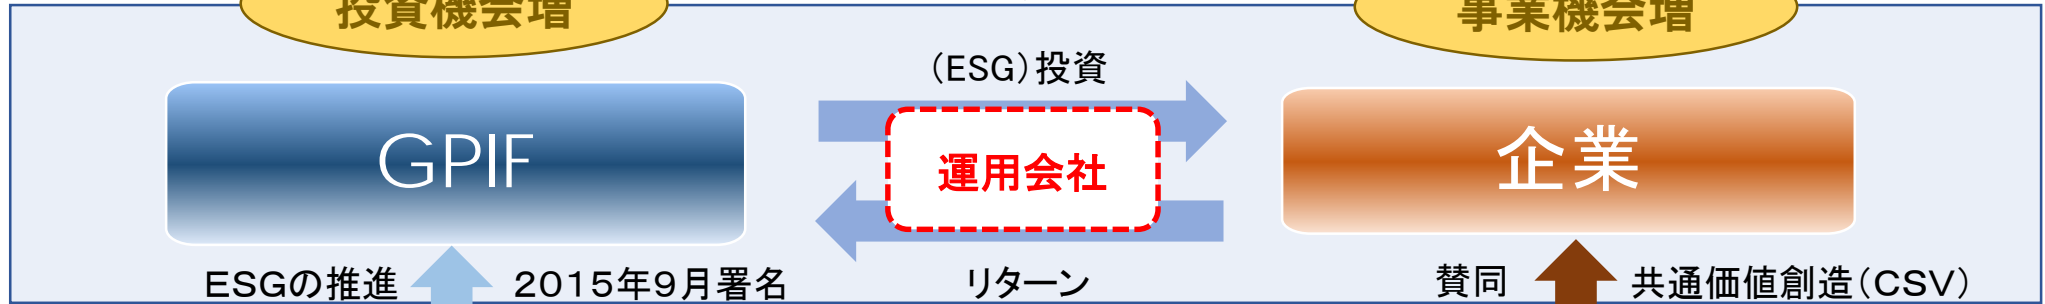 投資機会増
事業機会増
(ESG)投資
GPIF
運用会社
企業
ESGの推進
2015年9月署名
リターン
賛同
共通価値創造(CSV)